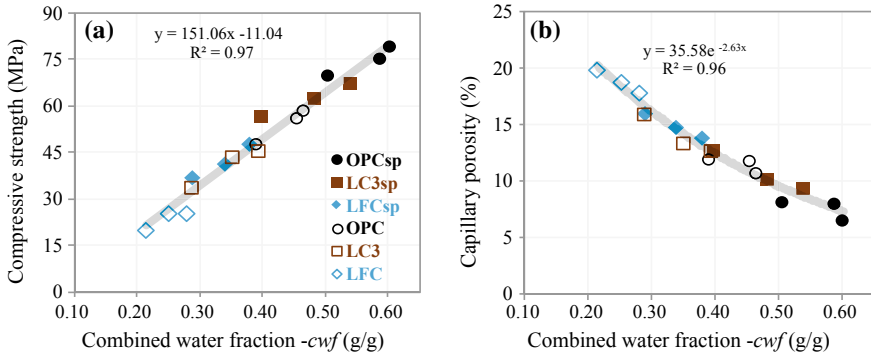 (a)
y = 151.06x -11.04
R² = 0.97
Compressive strength (MPa)
90
75
60
45
30
15
0
OPCsp
LC3sp
LFCsp
OPC
LC3
LFC
0.10 0.20 0.30 0.40 0.50 0.60
Combined water fraction -cwf (g/g)
(b)
y = 35.58e -2.63x
R² = 0.96
Capillary porosity (%)
25
20
15
10
5
0
0.10 0.20 0.30 0.40 0.50 0.60
Combined water fraction -cwf (g/g)